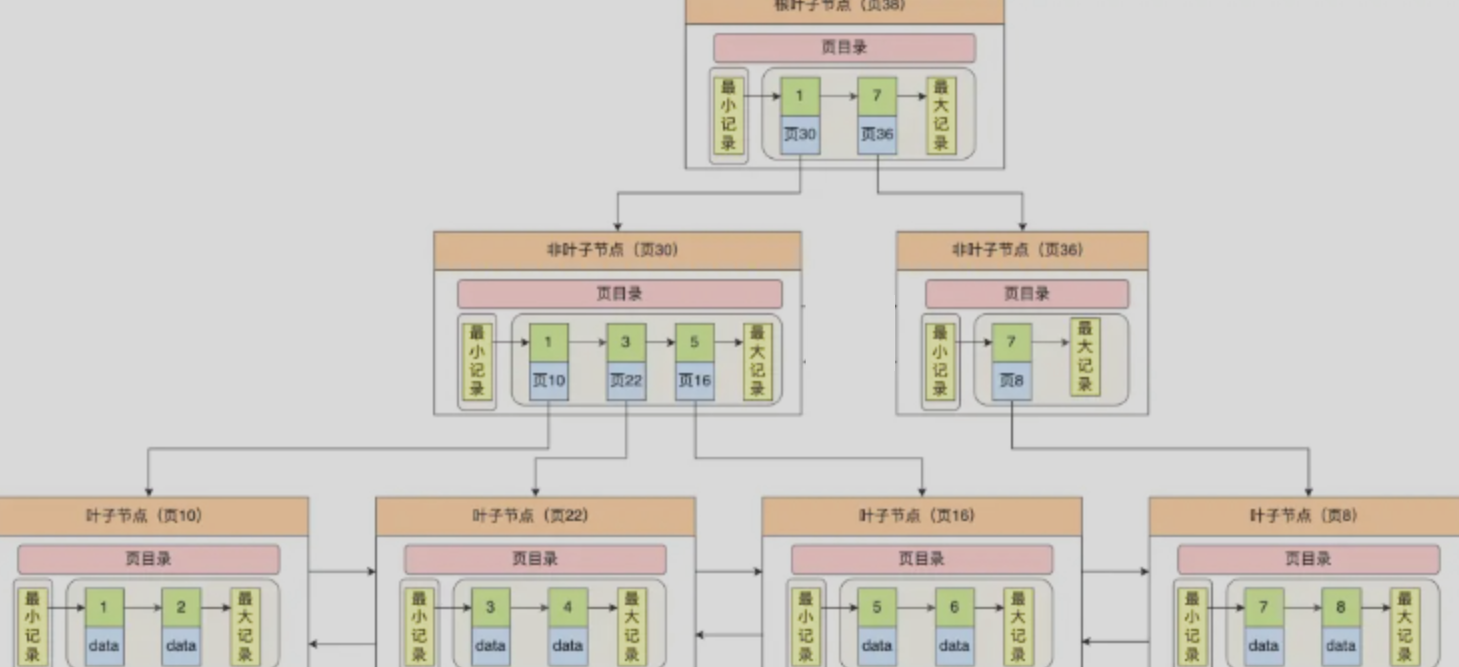 根叶子节点（页38）
页目录
最小记录
1
7
最大记录
页30
页36
非叶子节点（页30）
非叶子节点（页36）
页目录
页目录
最小记录
1
3
5
最大记录
最小记录
7
最大记录
页10
页22
页16
页8
叶子节点（页10）
叶子节点（页22）
叶子节点（页16）
叶子节点（页8）
页目录
页目录
页目录
页目录
最小记录
1
2
最大记录
最小记录
3
4
最大记录
最小记录
5
6
最大记录
最小记录
7
8
最大记录
data
data
data
data
data
data
data
data